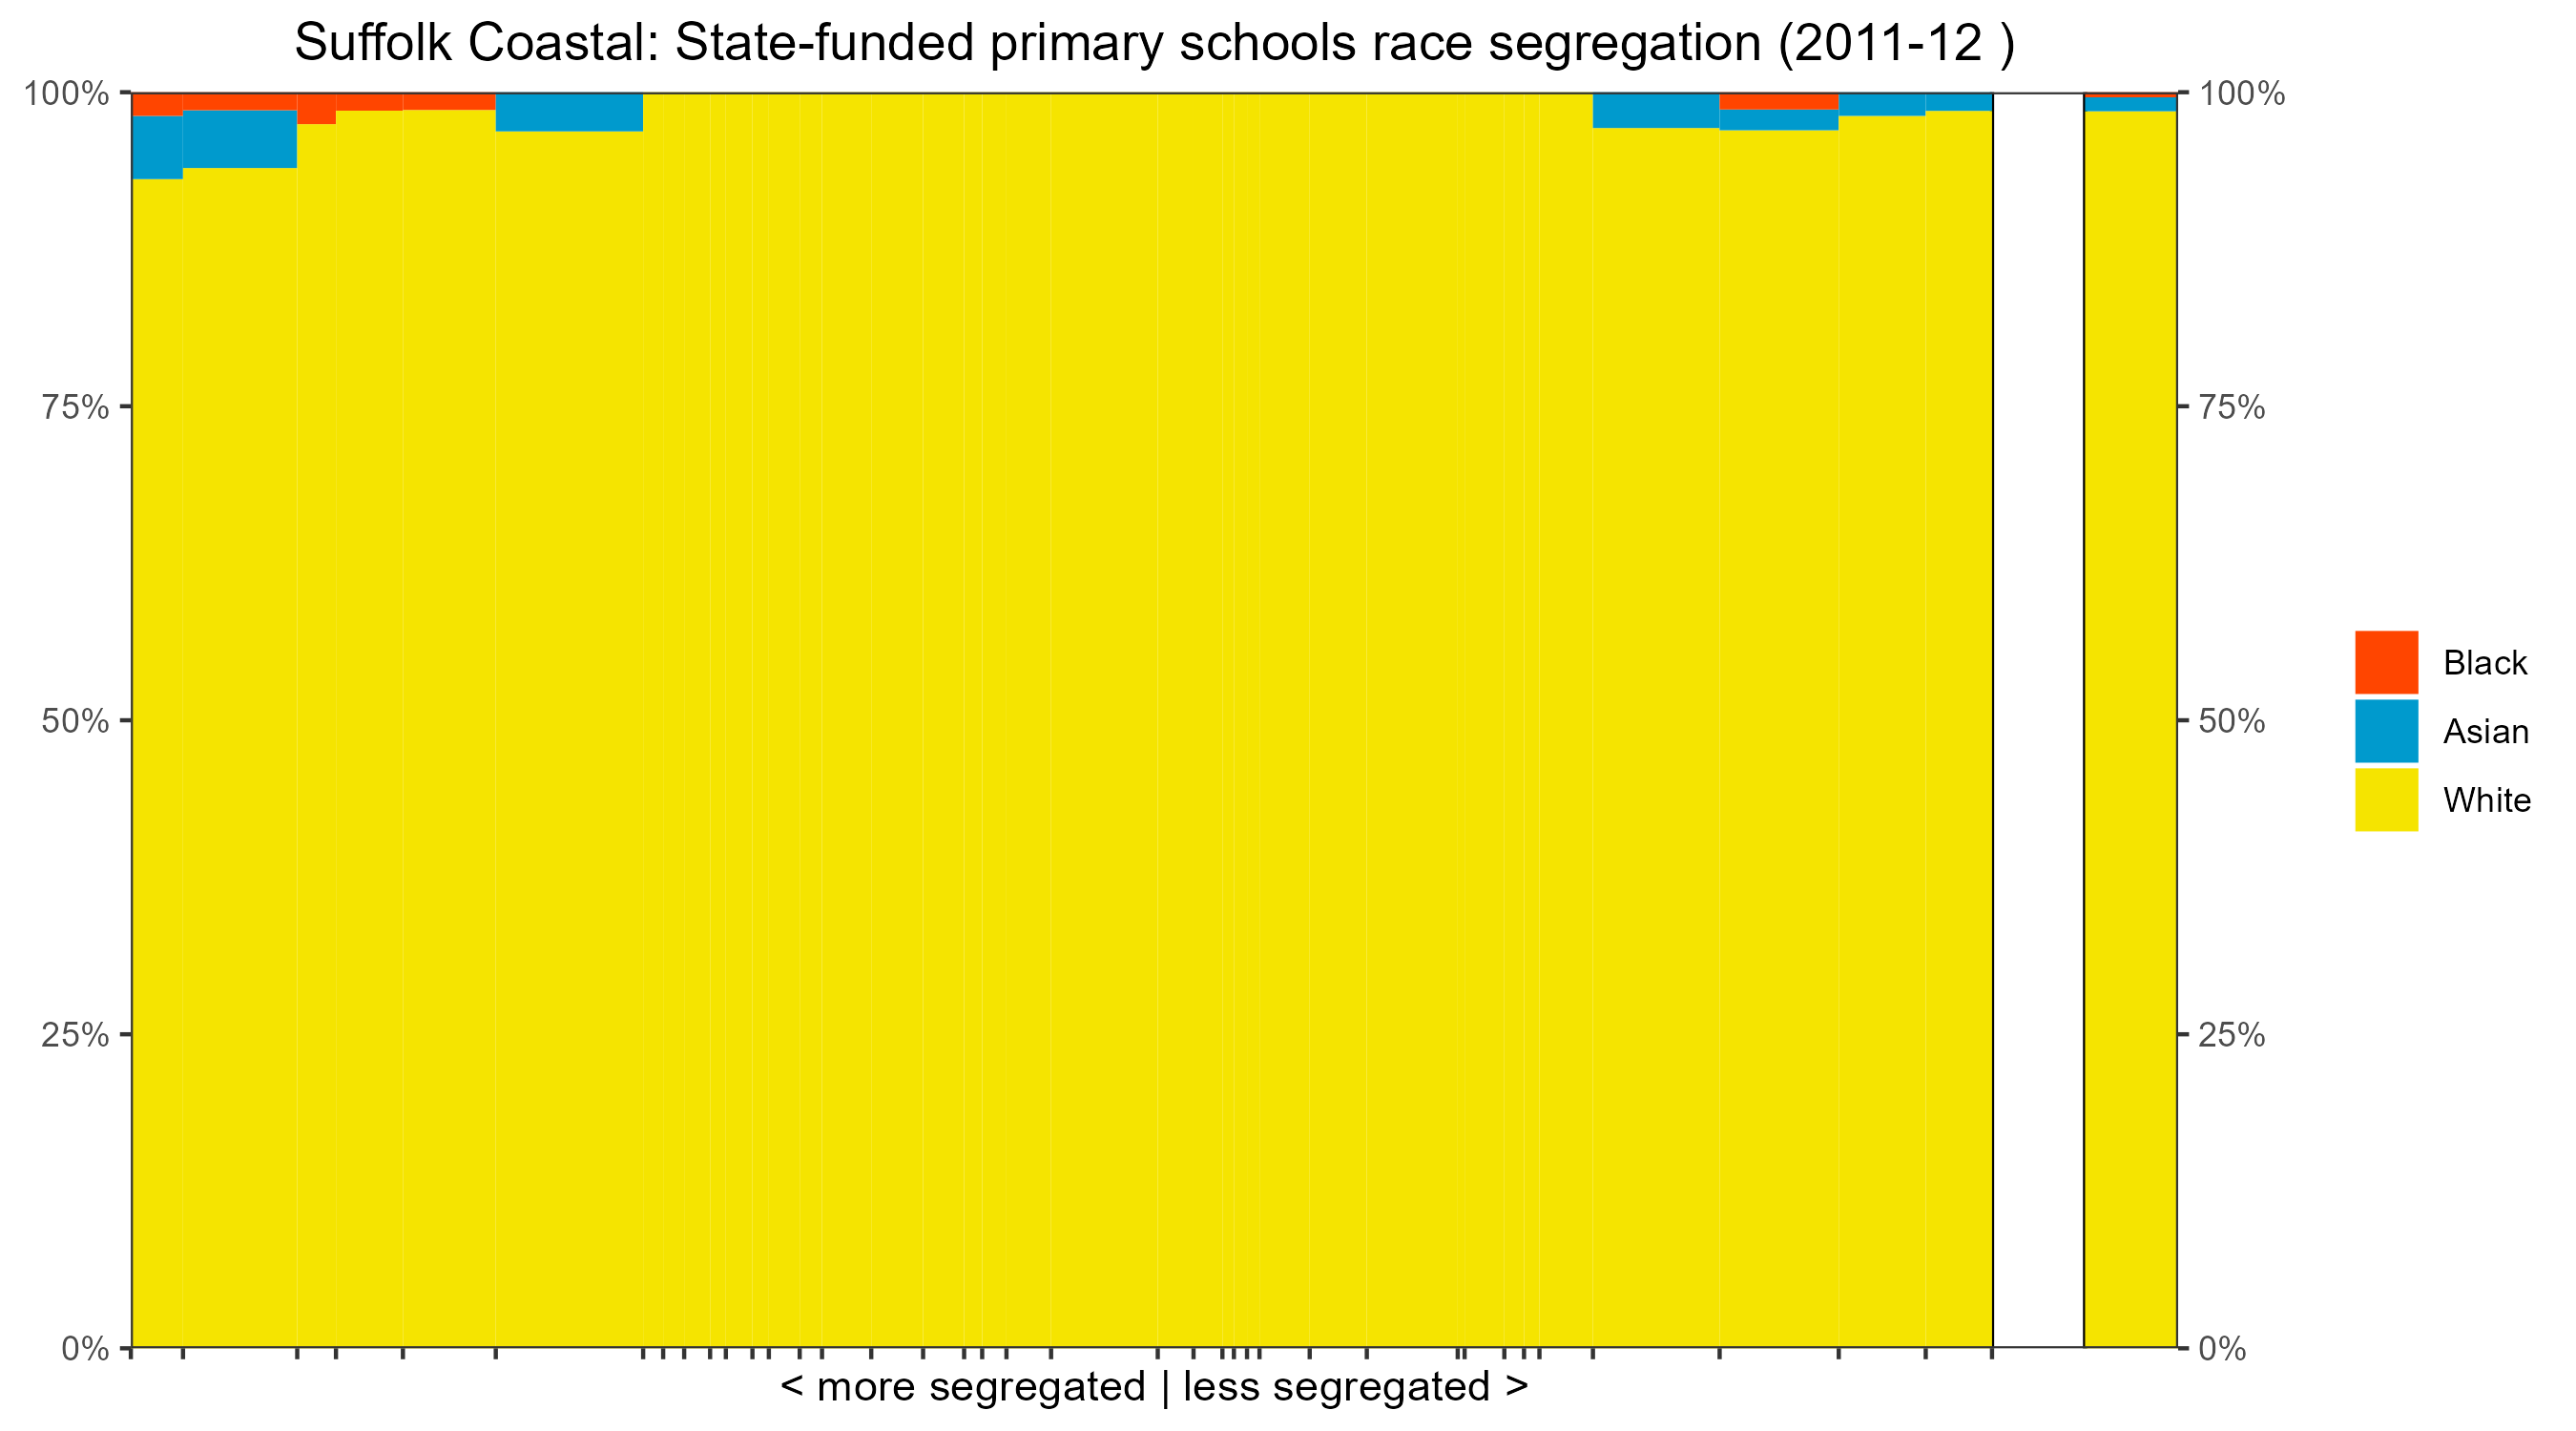 Suffolk Coastal: State-funded primary schools race segregation (2011-12 )
100%
75%
50%
25%
0%
100%
75%
50%
25%
0%
Black
Asian
White
< more segregated | less segregated >